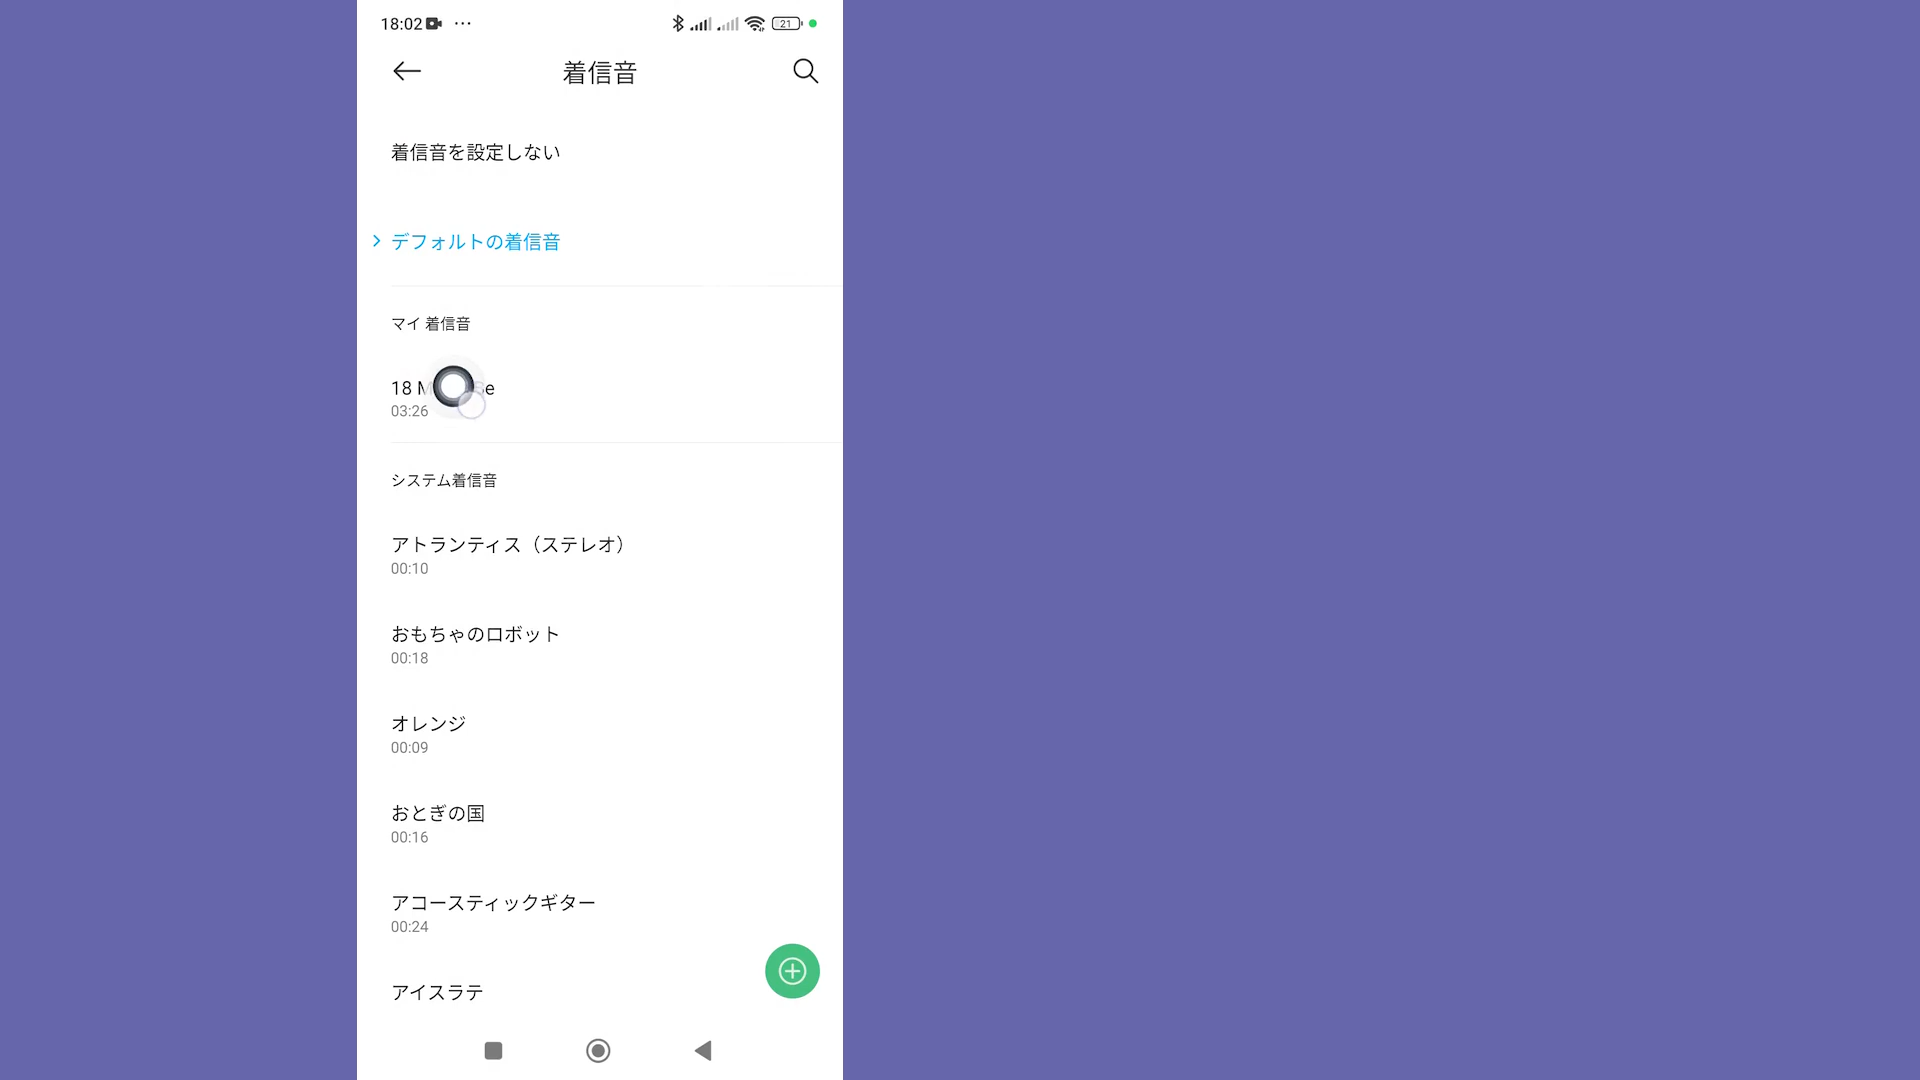 18:02 ··· 21
着信音
着信音を設定しない
デフォルトの着信音
マイ 着信音
18
03:26
システム着信音
アトランティス（ステレオ）
00:10
おもちゃのロボット
00:18
オレンジ
00:09
おとぎの国
00:16
アコースティックギター
00:24
アイスラテ